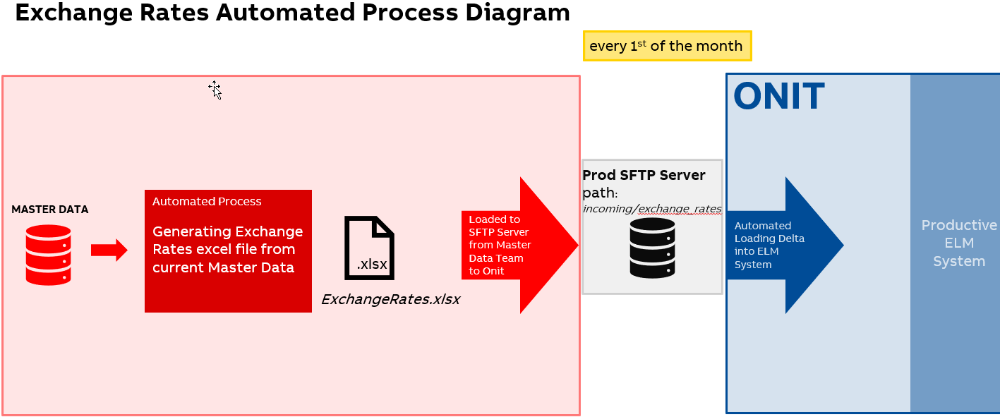 Exchange Rates Automated Process Diagram
every 1st of the month
ONIT
MASTER DATA
Automated Process
Generating Exchange
Rates excel file from
current Master Data
.xlsx
ExchangeRates.xlsx
Loaded to
SFTP Server
from Master
Data Team
to Onit
Prod SFTP Server
path:
incoming/exchange_rates
Automated
Loading Delta
into ELM
System
Productive
ELM
System